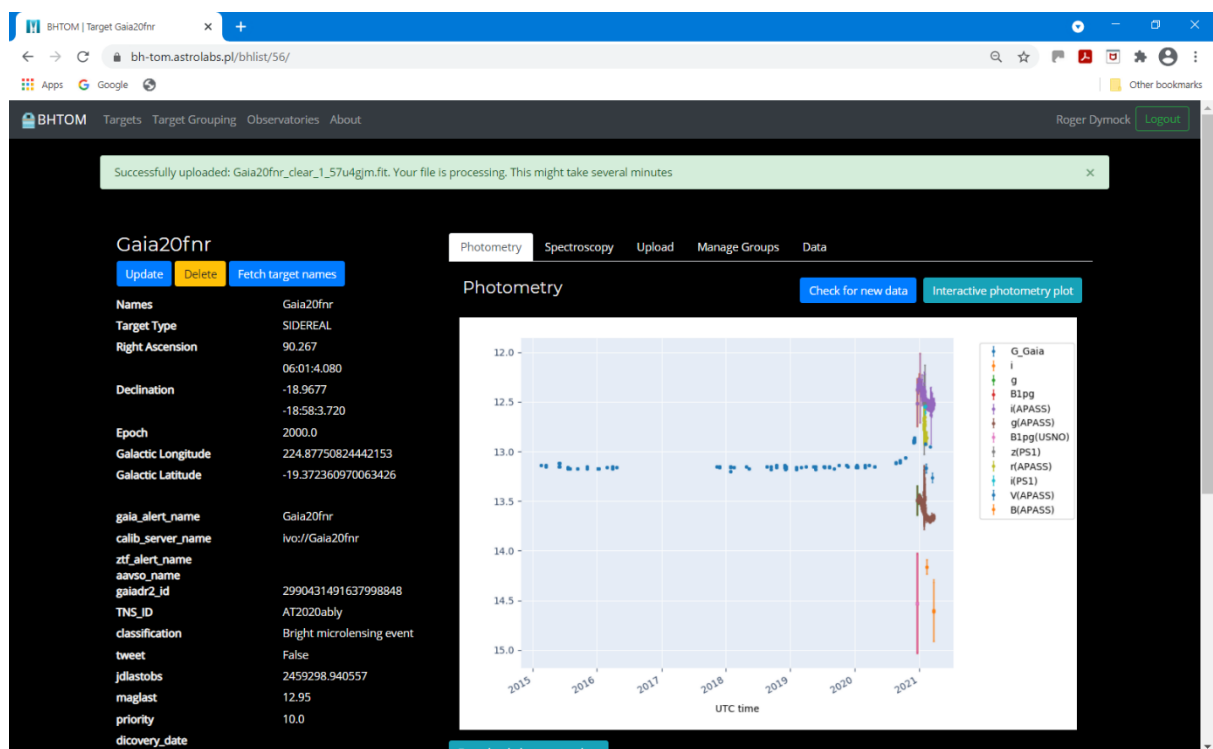 BHTOM | Target Gaia20fnr
bh-tom.astrolabs.pl/bhlist/56/
Apps Google Other bookmarks
BHTOM Targets Target Grouping Observatories About Roger Dymock Logout
Successfully uploaded: Gaia20fnr_clear_1_57u4gjm.fit. Your file is processing. This might take several minutes ×
Gaia20fnr
Update Delete Fetch target names
Names Gaia20fnr
Target Type SIDEREAL
Right Ascension 90.267
06:01:4.080
Declination -18.9677
-18:58:3.720
Epoch 2000.0
Galactic Longitude 224.87750824442153
Galactic Latitude -19.372360970063426
gaia_alert_name Gaia20fnr
calib_server_name ivo://Gaia20fnr
ztf_alert_name
aavso_name
gaiadr2_id 2990431491637998848
TNS_ID AT2020ably
classification Bright microlensing event
tweet False
jdlastobs 2459298.940557
maglast 12.95
priority 10.0
dicovery_date
Photometry Spectroscopy Upload Manage Groups Data
Photometry
Check for new data Interactive photometry plot
12.0
12.5
13.0
13.5
14.0
14.5
15.0
2015 2016 2017 2018 2019 2020 2021
UTC time
G_Gaia
i
g
B1pg
i(APASS)
g(APASS)
B1pg(USNO)
z(PS1)
r(APASS)
i(PS1)
V(APASS)
B(APASS)